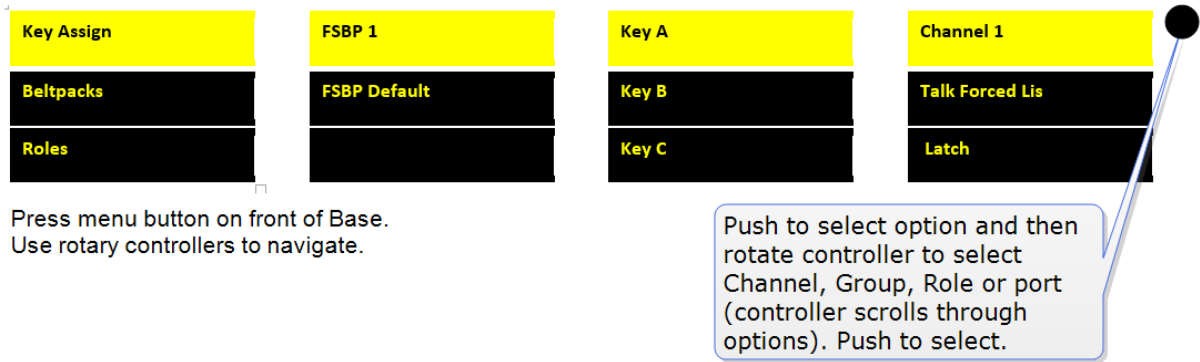 Key Assign
Beltpacks
Roles
FSBP 1
FSBP Default
Key A
Key B
Key C
Channel 1
Talk Forced Lis
Latch
Press menu button on front of Base.
Use rotary controllers to navigate.
Push to select option and then
rotate controller to select
Channel, Group, Role or port
(controller scrolls through
options). Push to select.